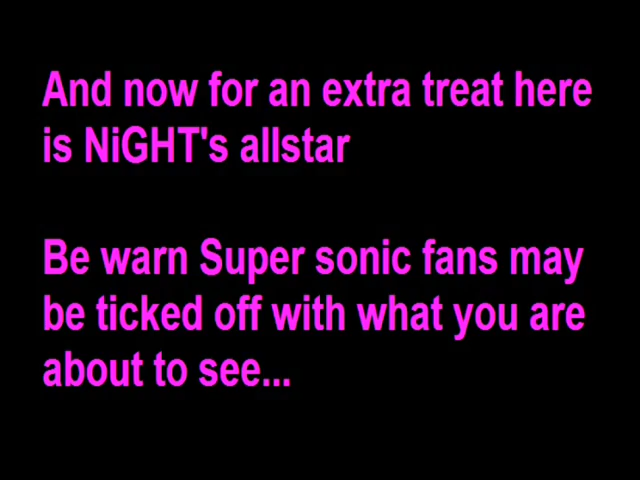 And now for an extra treat here
is NiGHT's allstar
Be warn Super sonic fans may
be ticked off with what you are
about to see...